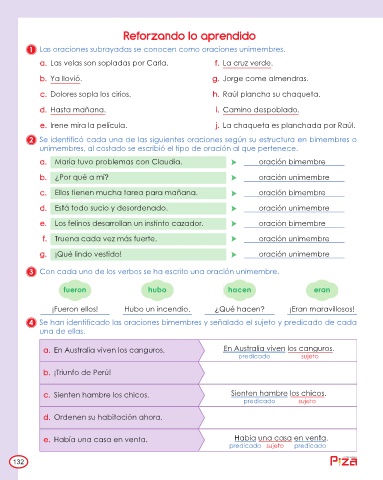 Reforzando lo aprendido
1 Las oraciones subrayadas se conocen como oraciones unimembres.
a. Las velas son sopladas por Carla.
f. La cruz verde.
b. Ya llovió.
g. Jorge come almendras.
c. Dolores sopla los cirios.
h. Raúl plancha su chaqueta.
d. Hasta mañana.
i. Camino despoblado.
e. Irene mira la película.
j. La chaqueta es planchada por Raúl.
2 Se identificó cada una de las siguientes oraciones según su estructura en bimembres o
unimembres, al costado se escribió el tipo de oración al que pertenece.
a. María tuvo problemas con Claudia. oración bimembre
b. ¿Por qué a mí? oración unimembre
c. Ellos tienen mucha tarea para mañana. oración bimembre
d. Está todo sucio y desordenado. oración unimembre
e. Los felinos desarrollan un instinto cazador. oración bimembre
f. Truena cada vez más fuerte. oración unimembre
g. ¡Qué lindo vestido! oración unimembre
3 Con cada uno de los verbos se ha escrito una oración unimembre.
fueron hubo hacen eran
¡Fueron ellos! Hubo un incendio. ¿Qué hacen? ¡Eran maravillosos!
4 Se han identificado las oraciones bimembres y señalado el sujeto y predicado de cada
una de ellas.
a. En Australia viven los canguros. En Australia viven los canguros.
predicado sujeto
b. ¡Triunfo de Perú!
c. Sienten hambre los chicos. Sienten hambre los chicos.
predicado sujeto
d. Ordenen su habitación ahora.
e. Había una casa en venta. Había una casa en venta.
predicado sujeto predicado
132
P?za